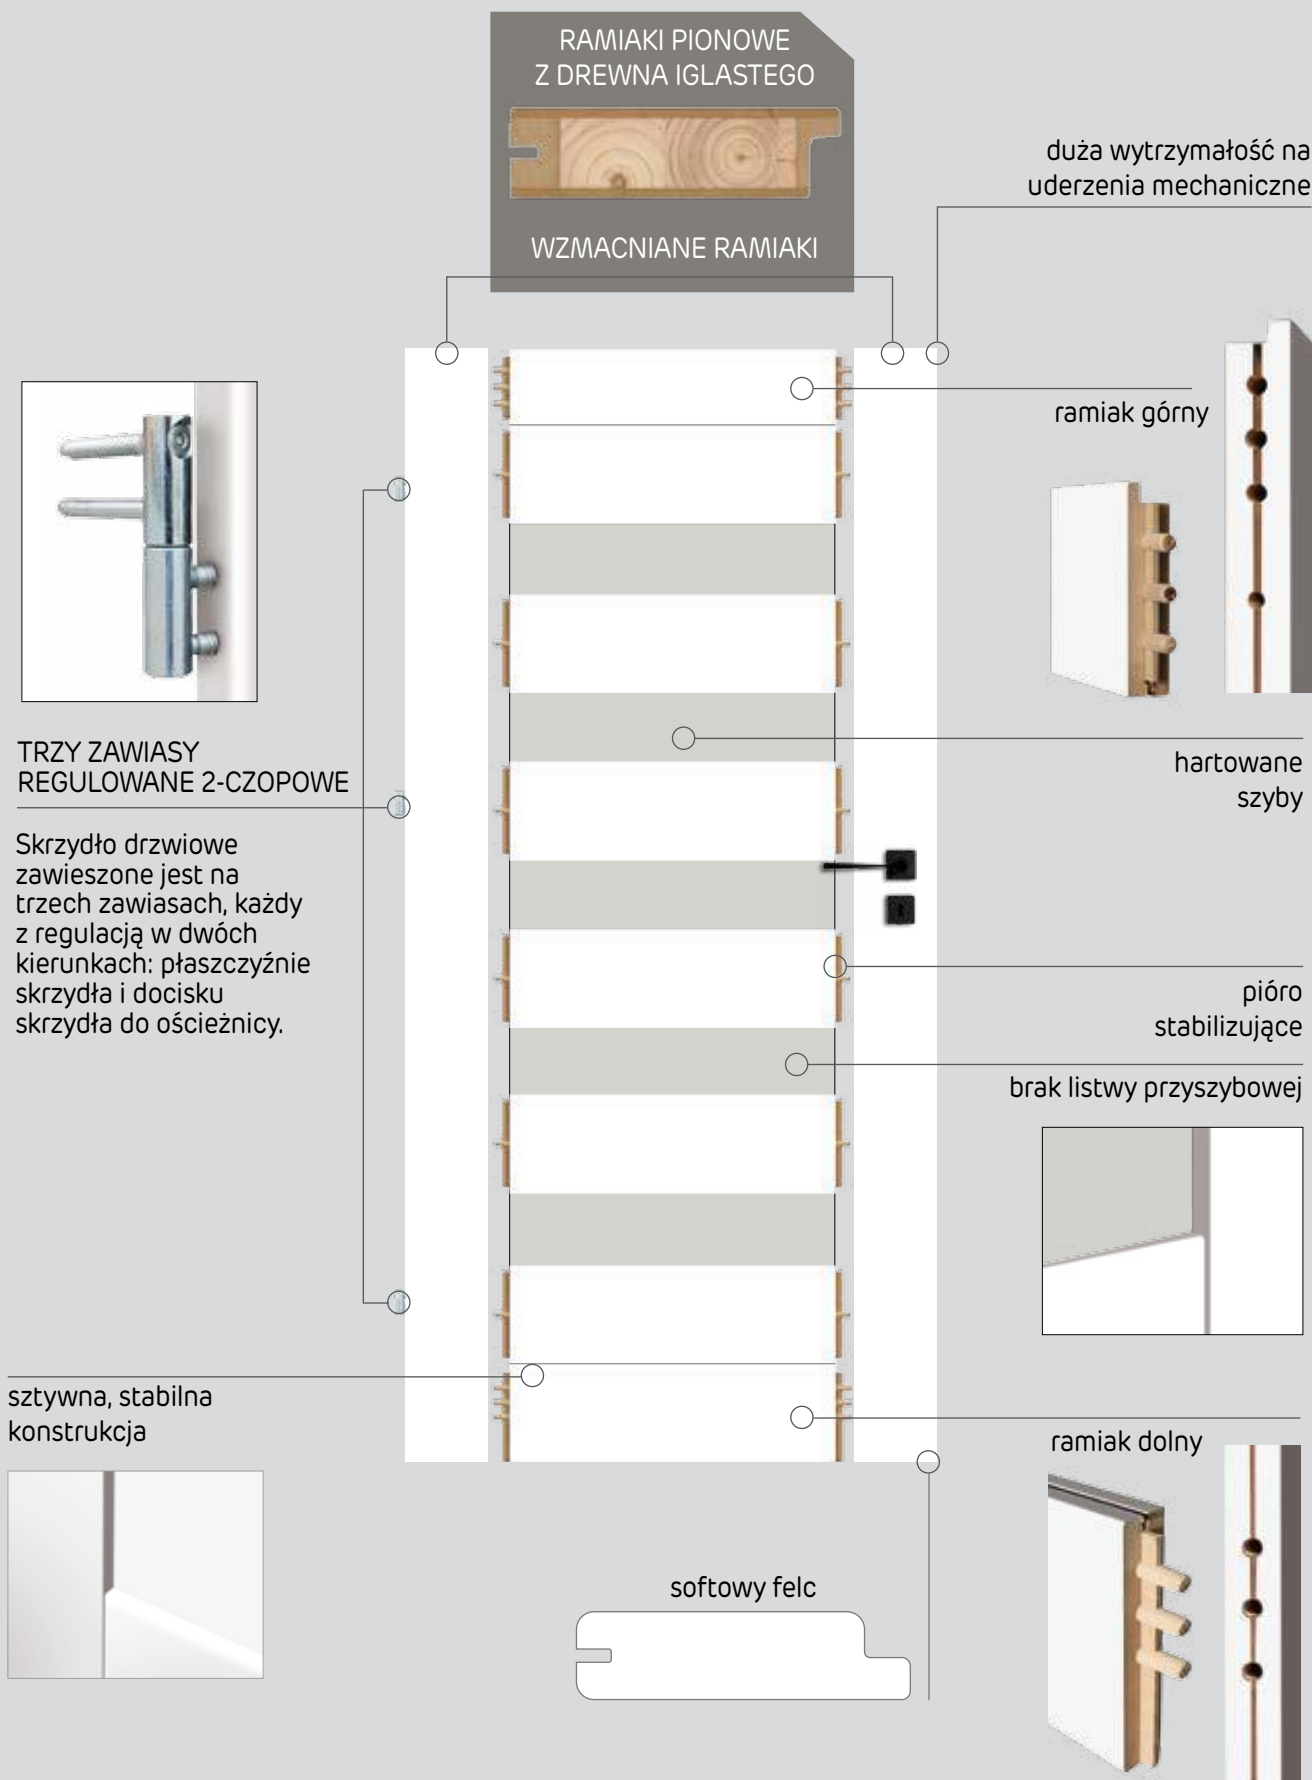 RAMIAKI PIONOWE
Z DREWNA IGLASTEGO
WZMACNIANE RAMIAKI
duża wytrzymałość na
uderzenia mechaniczne
ramiak górny
TRZY ZAWIASY
REGULOWANE 2-CZOPOWE
Skrzydło drzwiowe
zawieszone jest na
trzech zawiasach, każdy
z regulacją w dwóch
kierunkach: płaszczyźnie
skrzydła i docisku
skrzydła do ościeżnicy.
hartowane
szyby
pióro
stabilizujące
brak listwy przyszybowej
sztywna, stabilna
konstrukcja
ramiak dolny
softowy felc